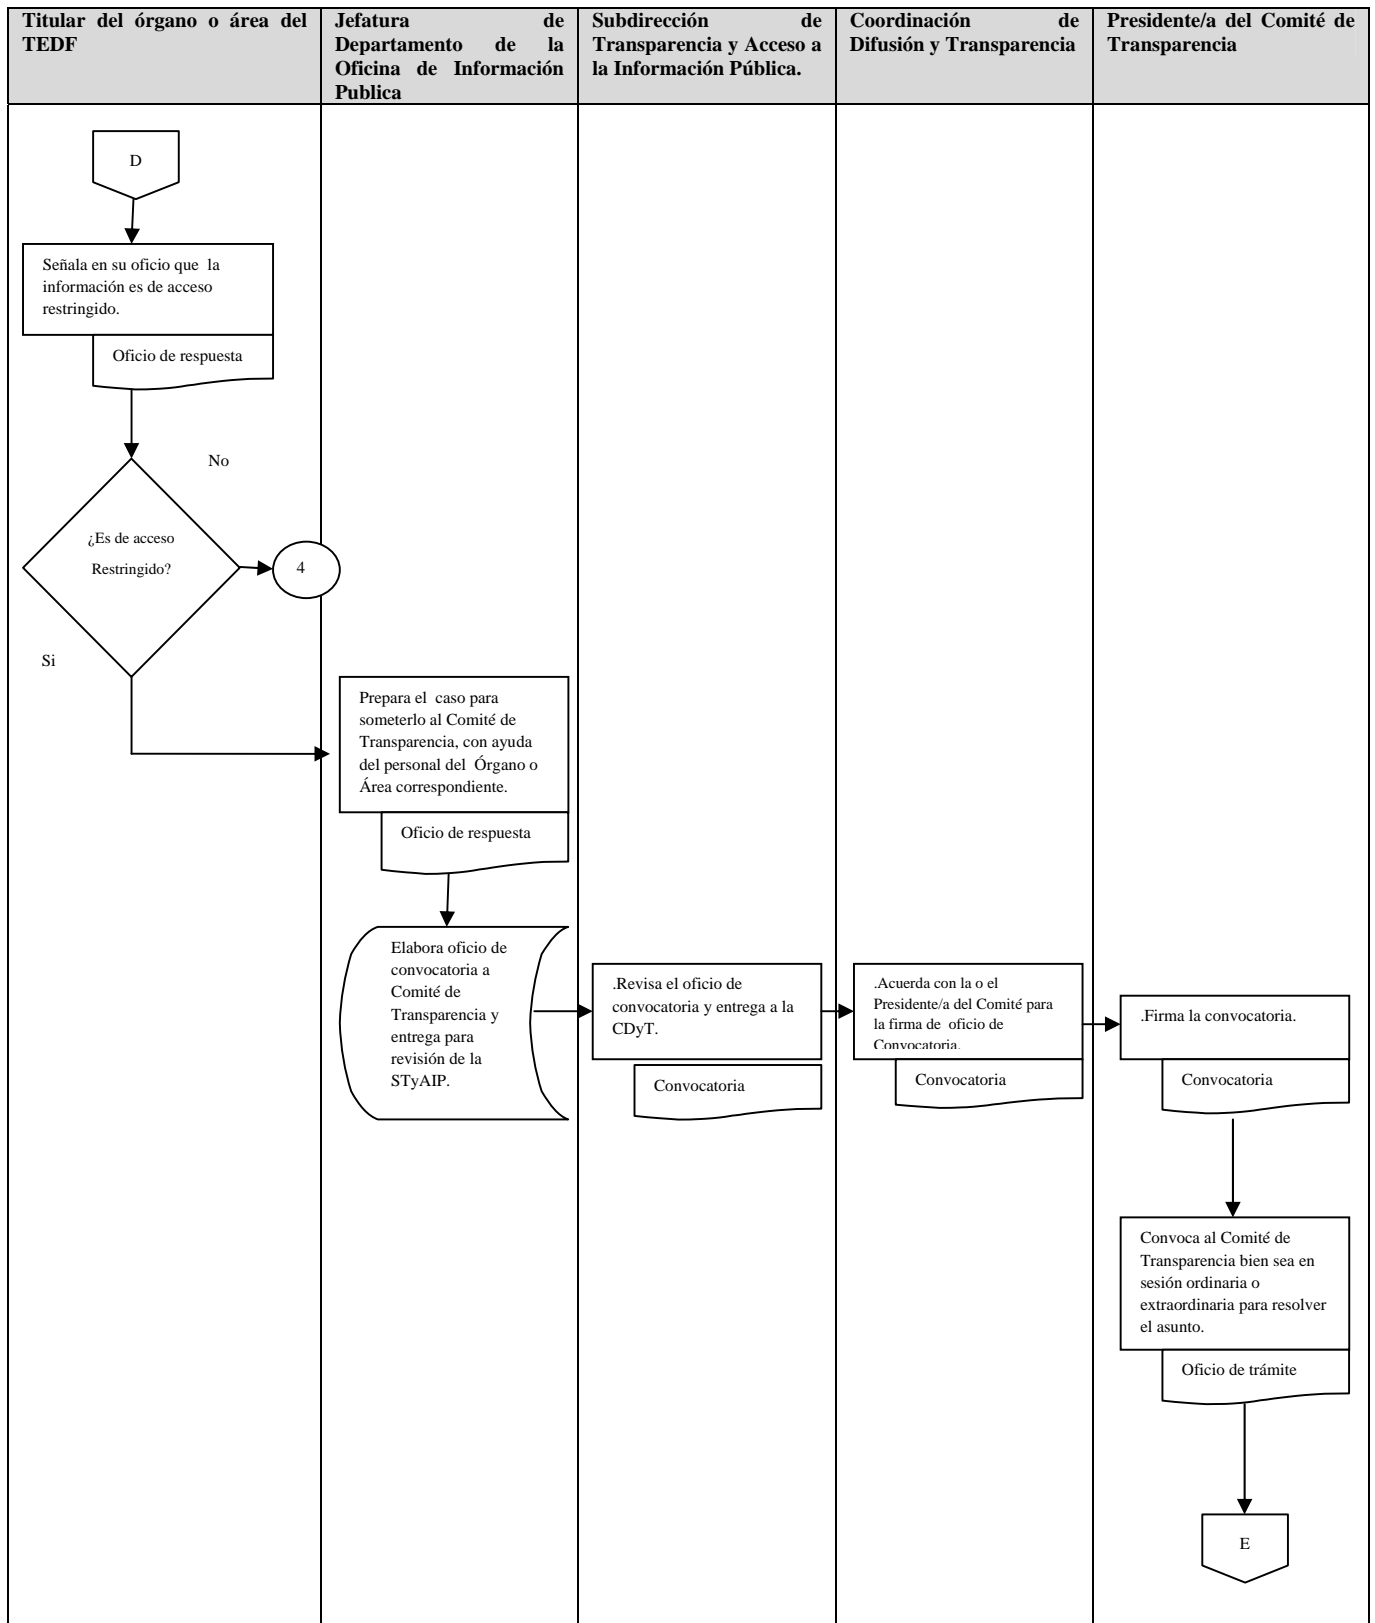 Titular del órgano o área del
TEDF
Jefatura de
Departamento de la
Oficina de Información
Publica
Subdirección de
Transparencia y Acceso a
la Información Pública.
Coordinación de
Difusión y Transparencia
Presidente/a del Comité de
Transparencia
D
Señala en su oficio que la
información es de acceso
restringido.
Oficio de respuesta
No
¿Es de acceso
Restringido?
4
Si
Prepara el caso para
someterlo al Comité de
Transparencia, con ayuda
del personal del Órgano o
Área correspondiente.
Oficio de respuesta
Elabora oficio de
convocatoria a
Comité de
Transparencia y
entrega para
revisión de la
STyAIP.
.Revisa el oficio de
convocatoria y entrega a la
CDyT.
Convocatoria
.Acuerda con la o el
Presidente/a del Comité para
la firma de oficio de
Convocatoria.
Convocatoria
.Firma la convocatoria.
Convocatoria
Convoca al Comité de
Transparencia bien sea en
sesión ordinaria o
extraordinaria para resolver
el asunto.
Oficio de trámite
E